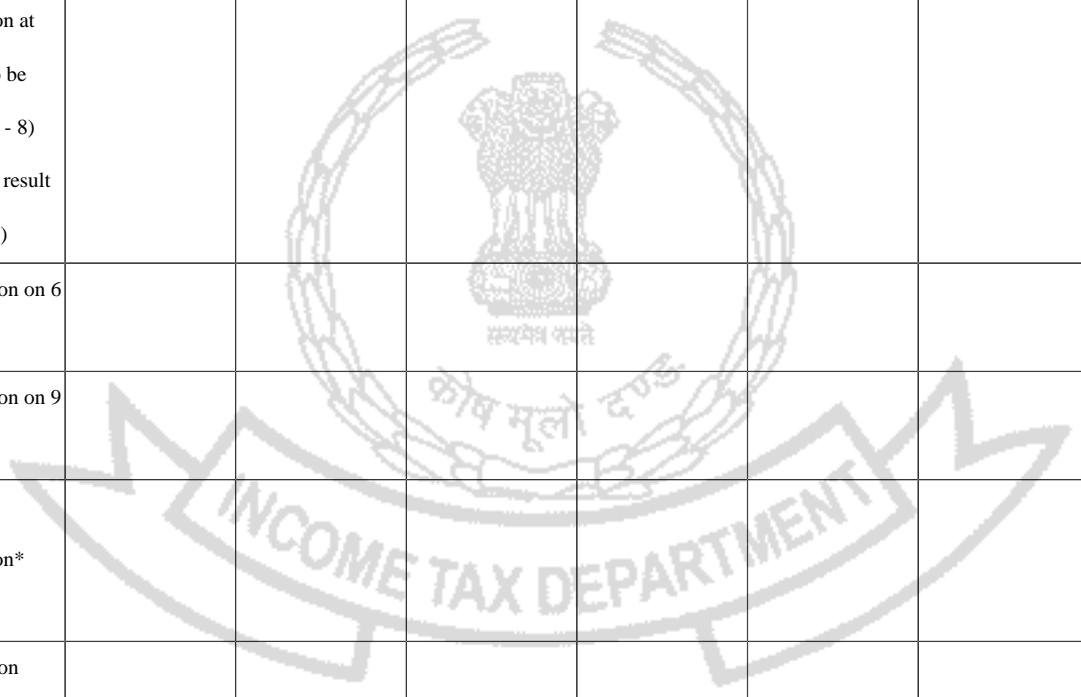 on at
be
- 8)
result
)
on on 6
सत्यमेव जयते
कोष मूलो दण्ड
on on 9
INCOME TAX DEPARTMENT
on*
on